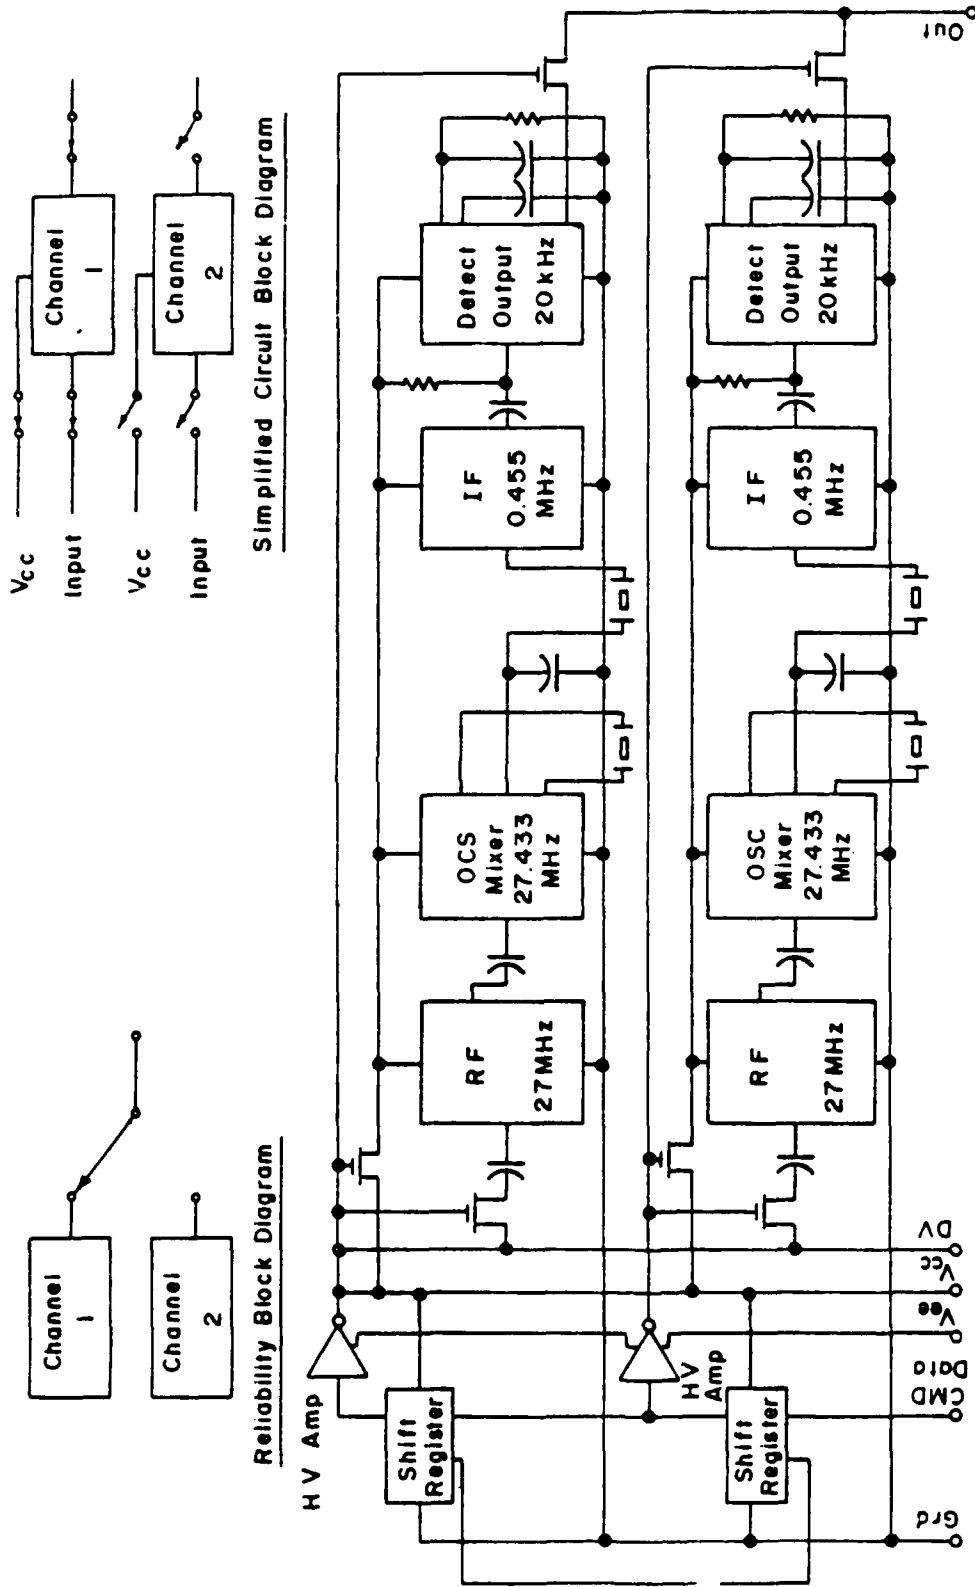 Channel
1
Channel
2
Reliability Block Diagram
Vcc
Input
Vcc
Input
Channel
1
Channel
2
Simplified Circuit Block Diagram
HV Amp
Shift
Register
RF
27MHz
OCS
Mixer
27.433
MHz
IF
0.455
MHz
Detect
Output
20kHz
HV
Amp
Shift
Register
RF
27MHz
OSC
Mixer
27.433
MHz
IF
0.455
MHz
Detect
Output
20kHz
Grd
CMD
Data
Vee
Vcc
DV
Out